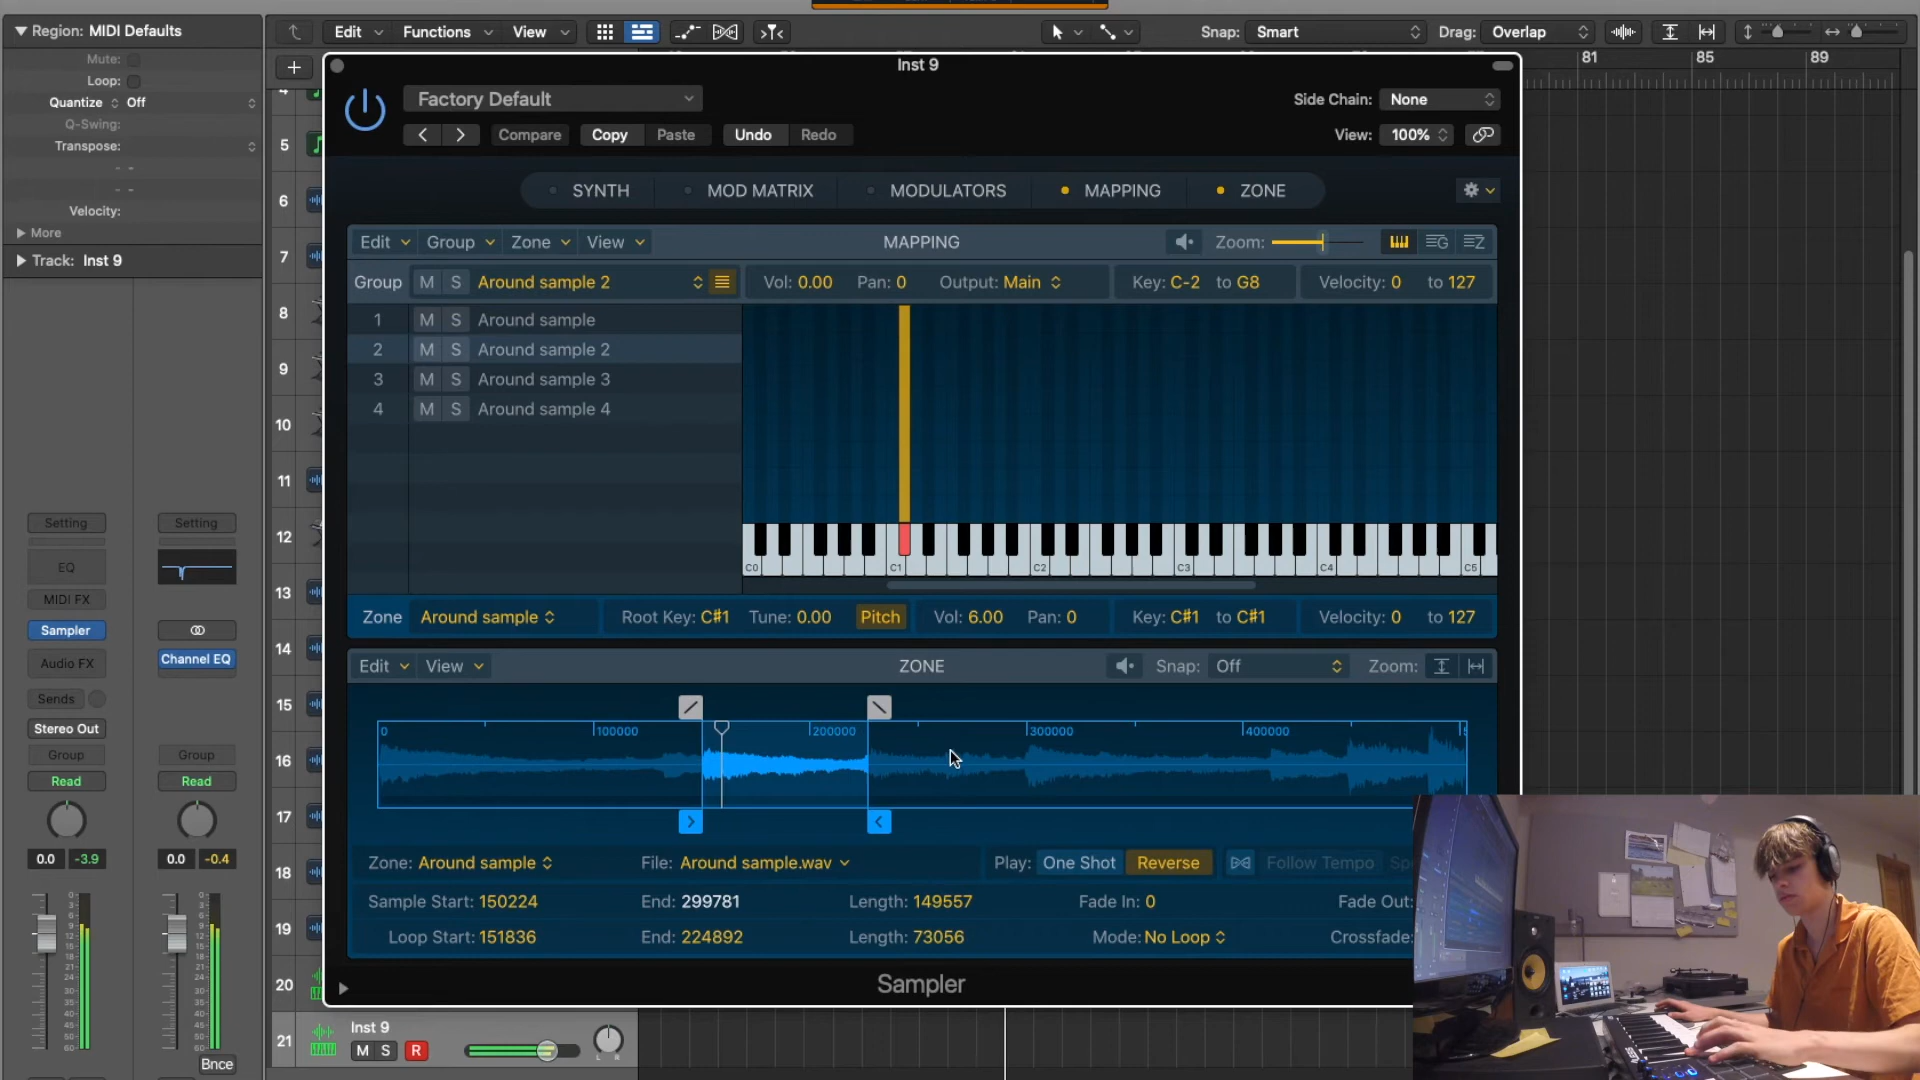 Region: MIDI Defaults
Edit Functions View Snap: Smart Drag: Overlap
Mute:
Loop:
Quantize Off
Q-Swing:
Transpose:
- -
- -
Velocity:
More
Track: Inst 9
81 85 89
Inst 9
Factory Default
Side Chain: None
Compare Copy Paste Undo Redo
View: 100%
SYNTH MOD MATRIX MODULATORS MAPPING ZONE
Edit Group Zone View MAPPING Zoom:
Group M S Around sample 2 Vol: 0.00 Pan: 0 Output: Main Key: C-2 to G8 Velocity: 0 to 127
1 M S Around sample
2 M S Around sample 2
3 M S Around sample 3
4 M S Around sample 4
C0 C1 C2 C3 C4 C5
Zone Around sample Root Key: C#1 Tune: 0.00 Pitch Vol: 6.00 Pan: 0 Key: C#1 to C#1 Velocity: 0 to 127
Edit View ZONE Snap: Off Zoom:
0 100000 200000 300000 400000
Zone: Around sample File: Around sample.wav Play: One Shot Reverse Follow Tempo
Sample Start: 150224 End: 299781 Length: 149557 Fade In: 0 Fade Out:
Loop Start: 151836 End: 224892 Length: 73056 Mode: No Loop Crossfade:
Sampler
4
5
6
7
8
9
10
11
12
13
14
15
16
17
18
19
20
21
Inst 9
M S R
L R
Setting Setting
EQ
MIDI FX
Sampler
Audio FX Channel EQ
Sends
Stereo Out
Group Group
Read Read
0.0 -3.9 0.0 -0.4
Bnce